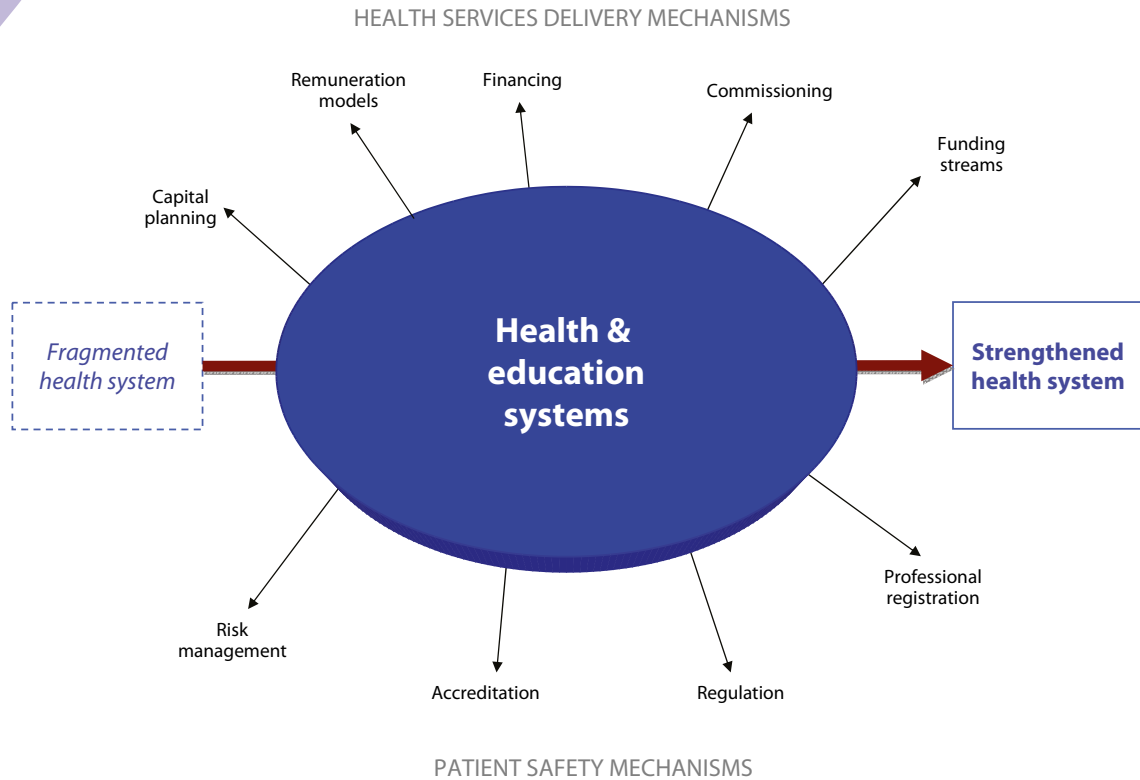 HEALTH SERVICES DELIVERY MECHANISMS
Remuneration
models
Financing
Commissioning
Funding
streams
Capital
planning
Fragmented
health system
Health &
education
systems
Strengthened
health system
Professional
registration
Risk
management
Accreditation
Regulation
PATIENT SAFETY MECHANISMS